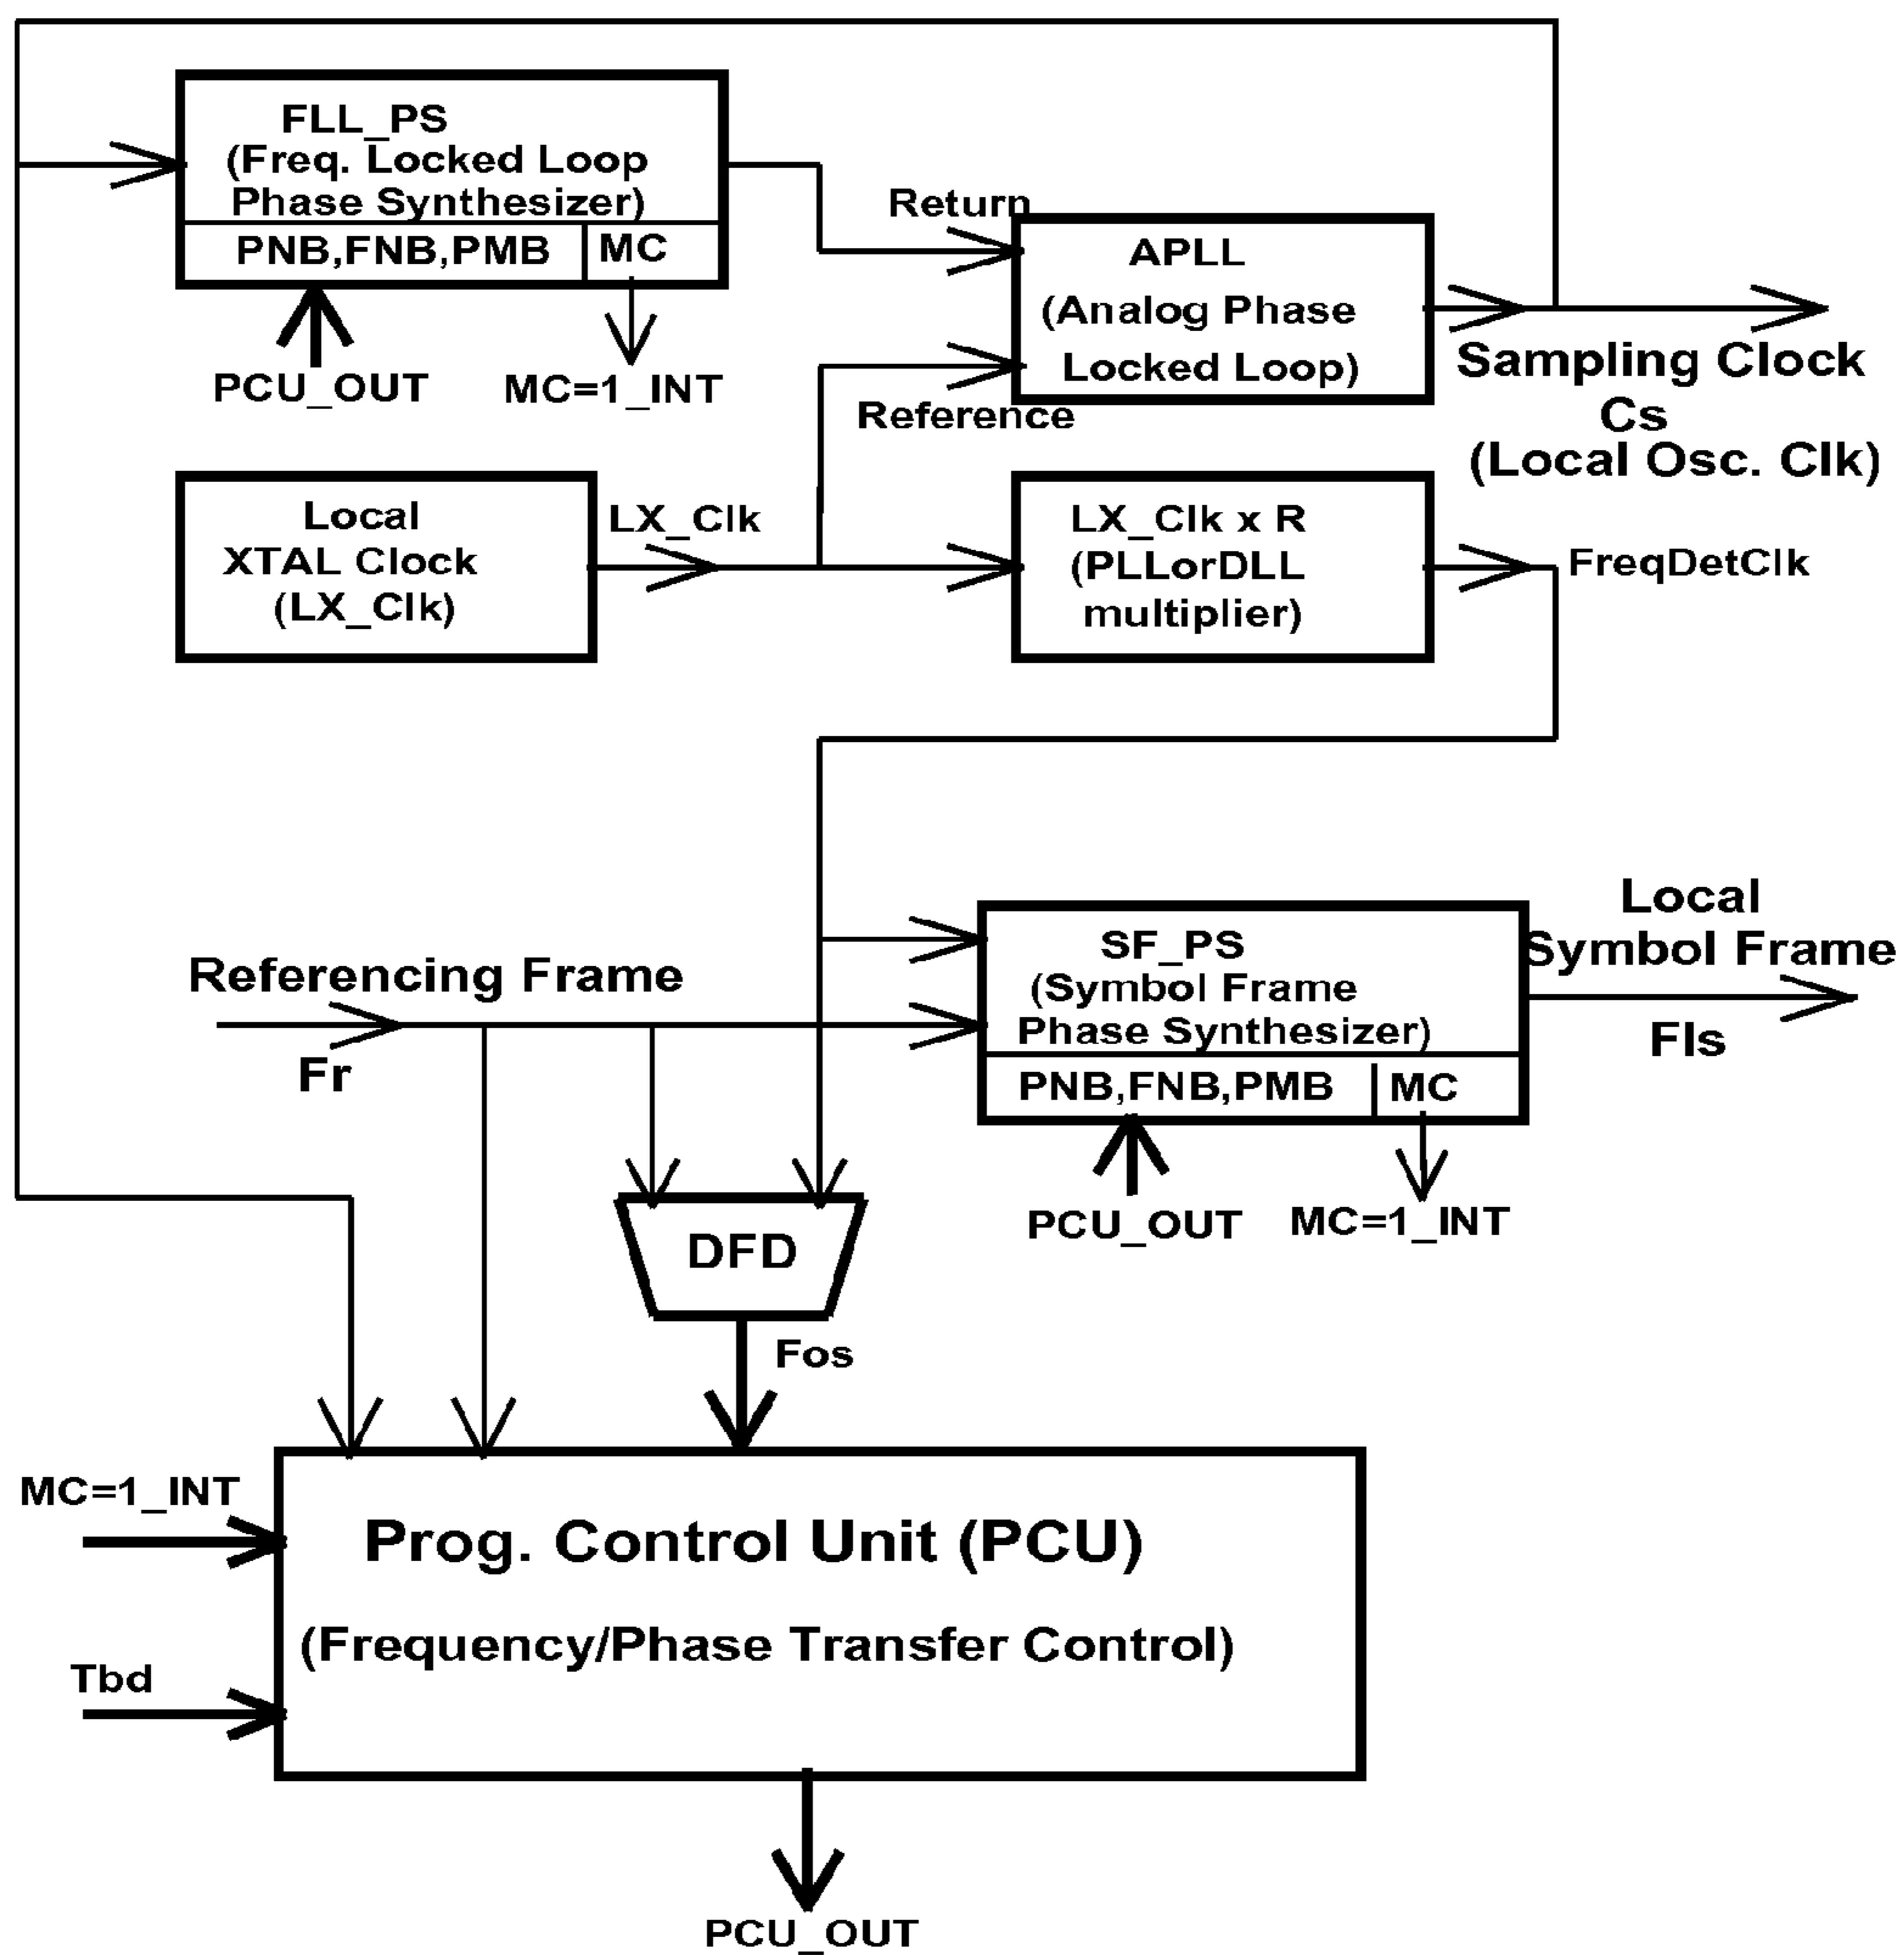 FLL_PS
(Freq. Locked Loop
Phase Synthesizer)
PNB,FNB,PMB
MC
PCU_OUT
MC=1_INT
Return
Reference
APLL
(Analog Phase
Locked Loop)
Sampling Clock
Cs
(Local Osc. Clk)
Local
XTAL Clock
(LX_Clk)
LX_Clk
LX_Clk x R
(PLLorDLL
multiplier)
FreqDetClk
Referencing Frame
Fr
SF_PS
(Symbol Frame
Phase Synthesizer)
PNB,FNB,PMB
MC
Local
Symbol Frame
Fls
PCU_OUT
MC=1_INT
DFD
Fos
MC=1_INT
Tbd
Prog. Control Unit (PCU)
(Frequency/Phase Transfer Control)
PCU_OUT